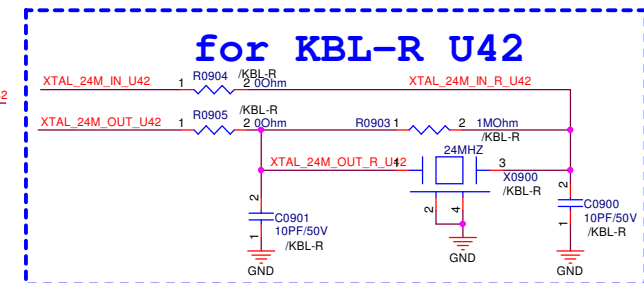 for KBL-R U42
R0904 /KBL-R
XTAL_24M_IN_U42 1 2 0Ohm XTAL_24M_IN_R_U42
42
R0905 /KBL-R
XTAL_24M_OUT_U42 1 2 0Ohm R0903 1 2 1MOhm
/KBL-R
24MHZ
XTAL_24M_OUT_R_U42 1 3
X0900
/KBL-R
2 2 4 2
C0901 C0900
10PF/50V 10PF/50V
1 /KBL-R 1 /KBL-R
GND GND GND